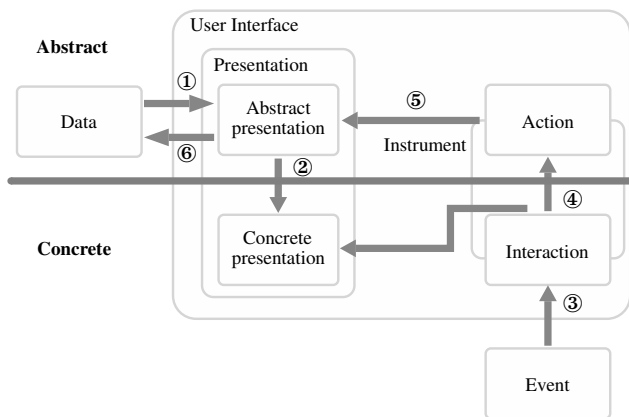 User Interface
Abstract
Presentation
①
⑤
Data
Abstract
presentation
Action
⑥
Instrument
②
④
Concrete
Concrete
presentation
Interaction
③
Event